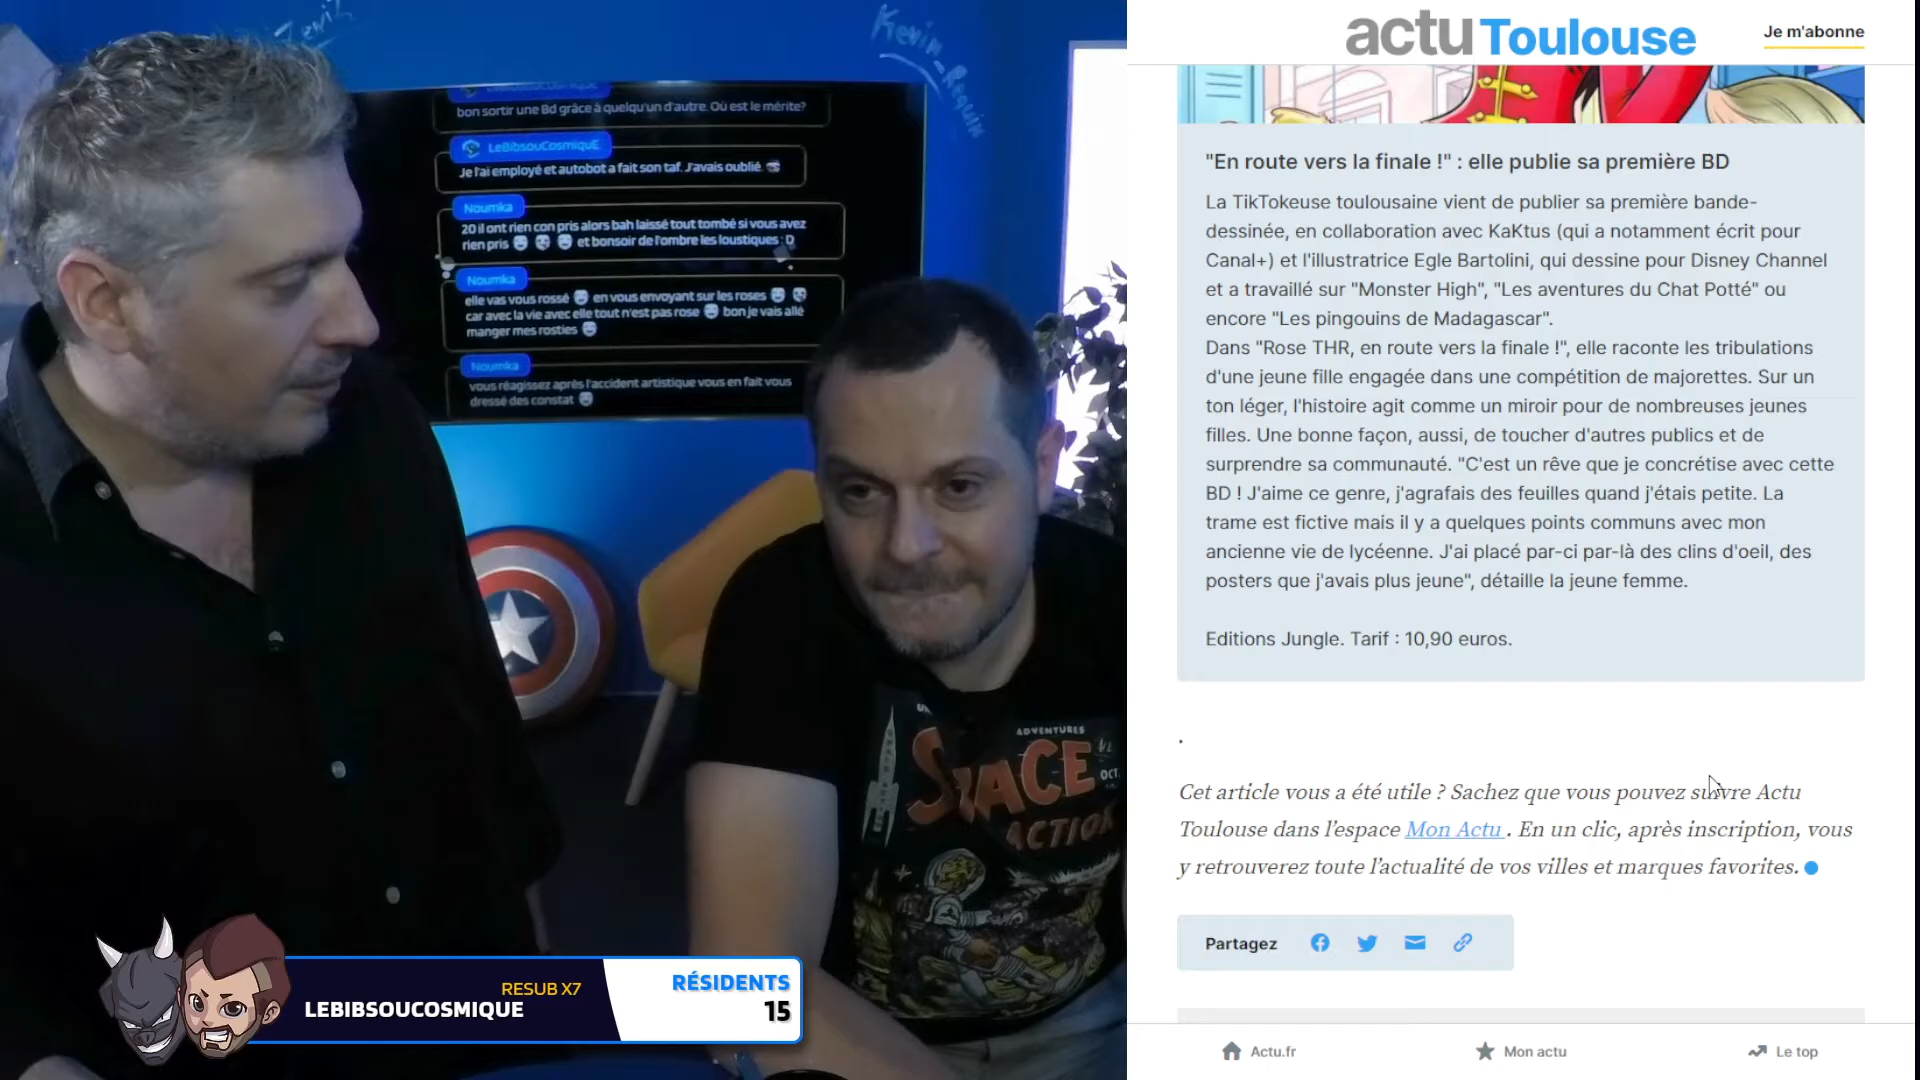 Kevin_Requin
LeBibsouCosmiquE
bon sortir une Bd grâce à quelqu'un d'autre. Où est le mérite?
LeBibsouCosmiquE
Je l'ai employé et autobot a fait son taf. J'avais oublié
Noumka
20 il ont rien con pris alors bah laissé tout tombé si vous avez
rien pris et bonsoir de l'ombre les loustiques : D
Noumka
elle vas vous rossé en vous envoyant sur les roses
car avec la vie avec elle tout n'est pas rose bon je vais allé
manger mes rosties
Noumka
vous réagissez après l'accident artistique vous en fait vous
dressé des constat
ADVENTURES
SPACE
OCT.
ACTION
RESUB X7
LEBIBSOUCOSMIQUE
RÉSIDENTS
15
actu Toulouse
Je m'abonne
"En route vers la finale !" : elle publie sa première BD
La TikTokeuse toulousaine vient de publier sa première bande-
dessinée, en collaboration avec KaKtus (qui a notamment écrit pour
Canal+) et l'illustratrice Egle Bartolini, qui dessine pour Disney Channel
et a travaillé sur "Monster High", "Les aventures du Chat Potté" ou
encore "Les pingouins de Madagascar".
Dans "Rose THR, en route vers la finale !", elle raconte les tribulations
d'une jeune fille engagée dans une compétition de majorettes. Sur un
ton léger, l'histoire agit comme un miroir pour de nombreuses jeunes
filles. Une bonne façon, aussi, de toucher d'autres publics et de
surprendre sa communauté. "C'est un rêve que je concrétise avec cette
BD ! J'aime ce genre, j'agrafais des feuilles quand j'étais petite. La
trame est fictive mais il y a quelques points communs avec mon
ancienne vie de lycéenne. J'ai placé par-ci par-là des clins d'oeil, des
posters que j'avais plus jeune", détaille la jeune femme.
Editions Jungle. Tarif : 10,90 euros.
.
Cet article vous a été utile ? Sachez que vous pouvez suivre Actu
Toulouse dans l'espace Mon Actu . En un clic, après inscription, vous
y retrouverez toute l'actualité de vos villes et marques favorites.
Partagez
Actu.fr
Mon actu
Le top